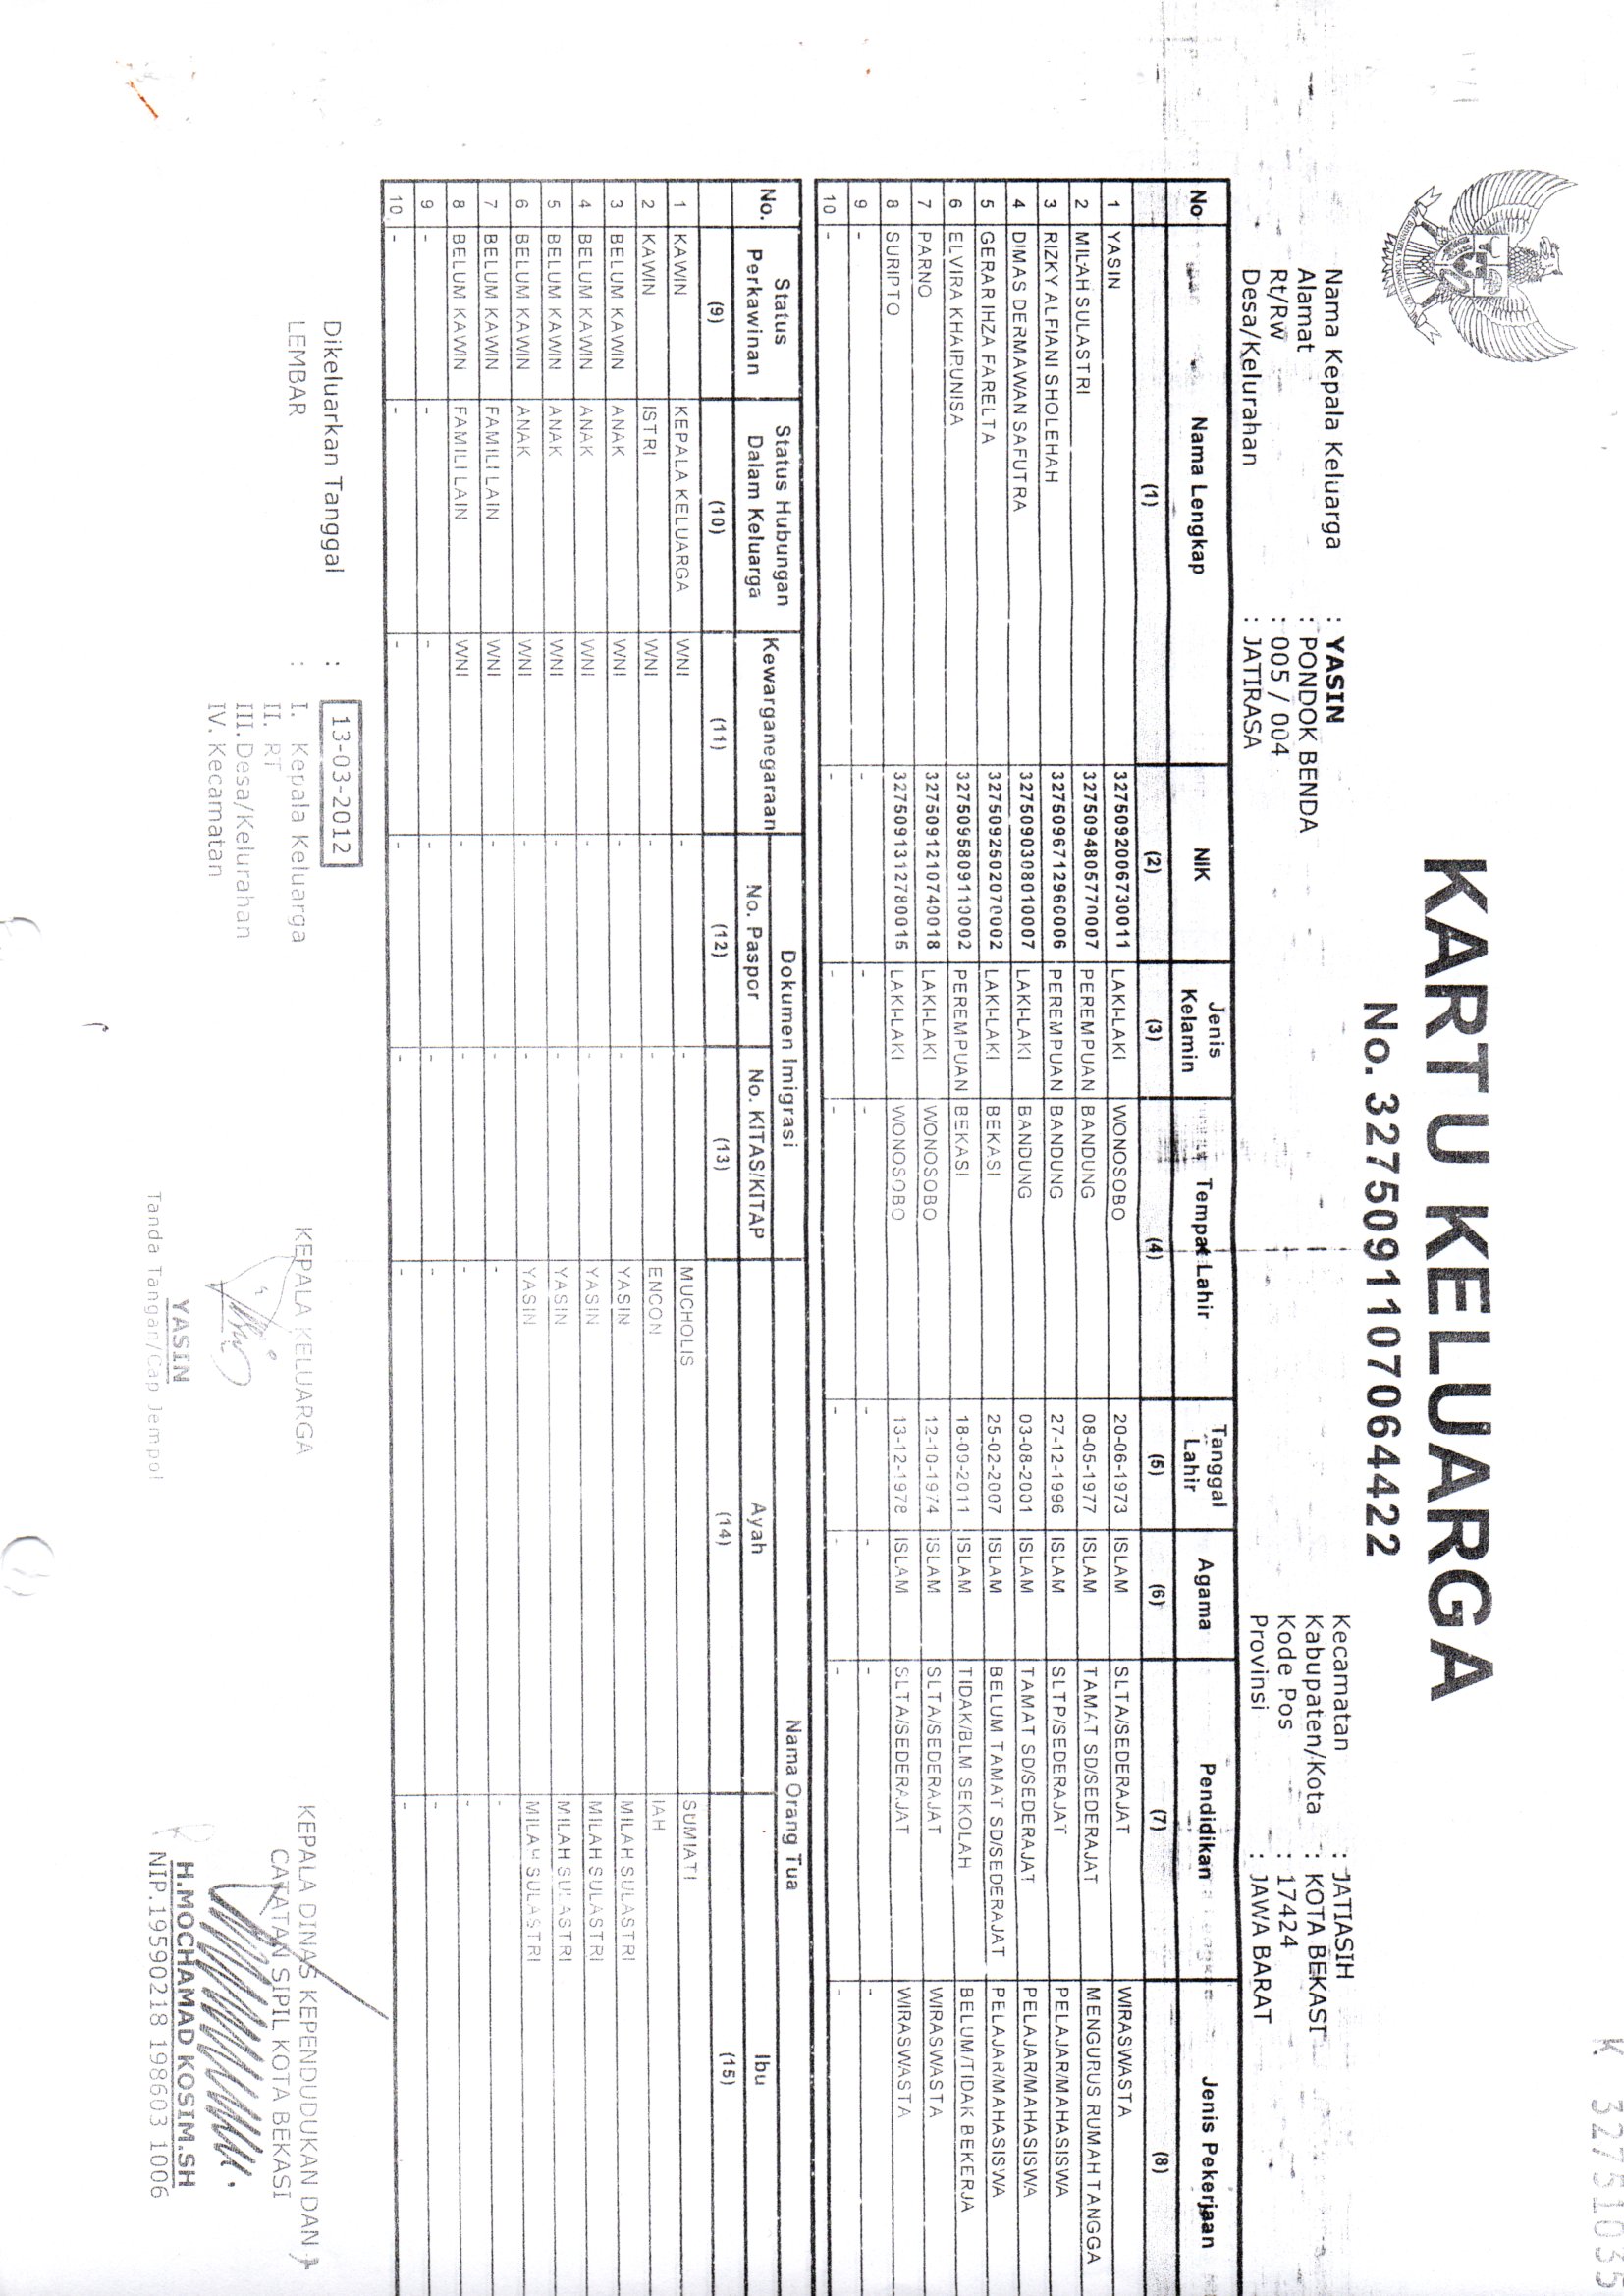 K 32751035
KARTU KELUARGA
No. 3275091107064422
Nama Kepala Keluarga : YASIN
Alamat : PONDOK BENDA
Rt/Rw : 005 / 004
Desa/Kelurahan : JATIRASA
Kecamatan : JATIASIH
Kabupaten/Kota : KOTA BEKASI
Kode Pos : 17424
Provinsi : JAWA BARAT
No Nama Lengkap NIK Jenis Kelamin Tempat Lahir Tanggal Lahir Agama Pendidikan Jenis Pekerjaan
(1) (2) (3) (4) (5) (6) (7) (8)
1 YASIN 3275092006730011 LAKI-LAKI WONOSOBO 20-06-1973 ISLAM SLTA/SEDERAJAT WIRASWASTA
2 MILAH SULASTRI 3275094805770007 PEREMPUAN BANDUNG 08-05-1977 ISLAM TAMAT SD/SEDERAJAT MENGURUS RUMAH TANGGA
3 RIZKY ALFIANI SHOLEHAH 3275096712960006 PEREMPUAN BANDUNG 27-12-1996 ISLAM SLTP/SEDERAJAT PELAJAR/MAHASISWA
4 DIMAS DERMAWAN SAFUTRA 3275090308010007 LAKI-LAKI BANDUNG 03-08-2001 ISLAM TAMAT SD/SEDERAJAT PELAJAR/MAHASISWA
5 GERAR IHZA FARELTA 3275092502070002 LAKI-LAKI BEKASI 25-02-2007 ISLAM BELUM TAMAT SD/SEDERAJAT PELAJAR/MAHASISWA
6 ELVIRA KHAIRUNISA 3275095809110002 PEREMPUAN BEKASI 18-09-2011 ISLAM TIDAK/BLM SEKOLAH BELUM/TIDAK BEKERJA
7 PARNO 3275091210740018 LAKI-LAKI WONOSOBO 12-10-1974 ISLAM SLTA/SEDERAJAT WIRASWASTA
8 SURIPTO 3275091312780015 LAKI-LAKI WONOSOBO 13-12-1978 ISLAM SLTA/SEDERAJAT WIRASWASTA
9 - - - - - - - -
10 - - - - - - - -
No. Status Perkawinan Status Hubungan Dalam Keluarga Kewarganegaraan Dokumen Imigrasi Nama Orang Tua
No. Paspor No. KITAS/KITAP Ayah Ibu
(9) (10) (11) (12) (13) (14) (15)
1 KAWIN KEPALA KELUARGA WNI - - MUCHOLIS SUMIATI
2 KAWIN ISTRI WNI - - ENCON IAH
3 BELUM KAWIN ANAK WNI - - YASIN MILAH SULASTRI
4 BELUM KAWIN ANAK WNI - - YASIN MILAH SULASTRI
5 BELUM KAWIN ANAK WNI - - YASIN MILAH SULASTRI
6 BELUM KAWIN ANAK WNI - - YASIN MILAH SULASTRI
7 BELUM KAWIN FAMILI LAIN WNI - - - -
8 BELUM KAWIN FAMILI LAIN WNI - - - -
9 - - - - - - -
10 - - - - - - -
Dikeluarkan Tanggal : 13-03-2012
LEMBAR : I. Kepala Keluarga
II. RT
III. Desa/Kelurahan
IV. Kecamatan
KEPALA KELUARGA
YASIN
Tanda Tangan/Cap Jempol
KEPALA DINAS KEPENDUDUKAN DAN
CATATAN SIPIL KOTA BEKASI
H.MOCHAMAD KOSIM.SH
NIP.19590218 198603 1006